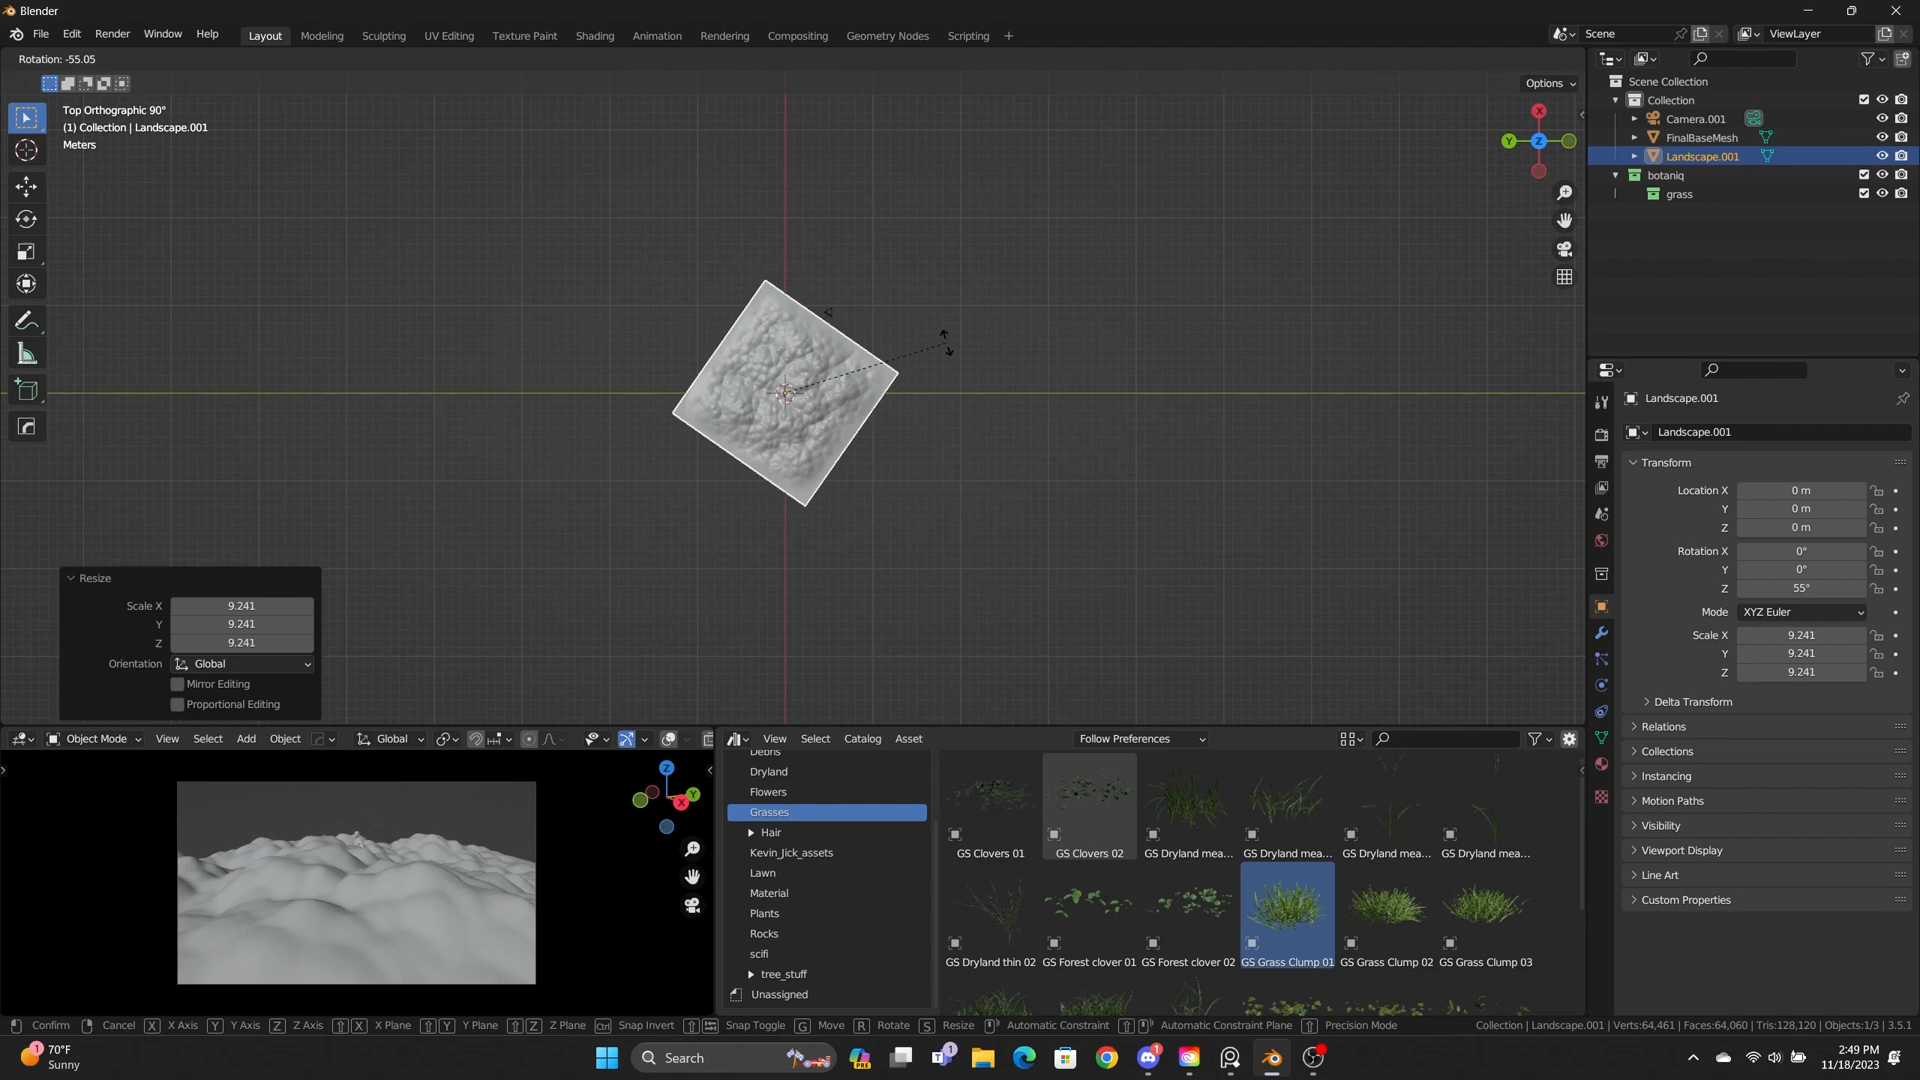 Blender
File Edit Render Window Help
Layout Modeling Sculpting UV Editing Texture Paint Shading Animation Rendering Compositing Geometry Nodes Scripting +
Scene ViewLayer
Rotation: -55.05
Options
Top Orthographic 90°
(1) Collection | Landscape.001
Meters
X
Y
Z
Scene Collection
Collection
Camera.001
FinalBaseMesh
Landscape.001
botaniq
grass
Landscape.001
Landscape.001
Transform
Location X 0 m
Y 0 m
Z 0 m
Rotation X 0°
Y 0°
Z 55°
Mode XYZ Euler
Scale X 9.241
Y 9.241
Z 9.241
Delta Transform
Relations
Collections
Instancing
Motion Paths
Visibility
Viewport Display
Line Art
Custom Properties
Resize
Scale X 9.241
Y 9.241
Z 9.241
Orientation Global
Mirror Editing
Proportional Editing
Object Mode View Select Add Object Global
Z
Y
X
View Select Catalog Asset Follow Preferences
Debris
Dryland
Flowers
Grasses
Hair
Kevin_Jick_assets
Lawn
Material
Plants
Rocks
scifi
tree_stuff
Unassigned
GS Clovers 01 GS Clovers 02 GS Dryland mea... GS Dryland mea... GS Dryland mea... GS Dryland mea...
GS Dryland thin 02 GS Forest clover 01 GS Forest clover 02 GS Grass Clump 01 GS Grass Clump 02 GS Grass Clump 03
Confirm Cancel X X Axis Y Y Axis Z Z Axis X X Plane Y Y Plane Z Z Plane Ctrl Snap Invert Snap Toggle G Move R Rotate S Resize Automatic Constraint Automatic Constraint Plane Precision Mode Collection | Landscape.001 | Verts:64,461 | Faces:64,060 | Tris:128,120 | Objects:1/3 | 3.5.1
1 70°F
Sunny
Search
PRE
1
1
2:49 PM
11/18/2023